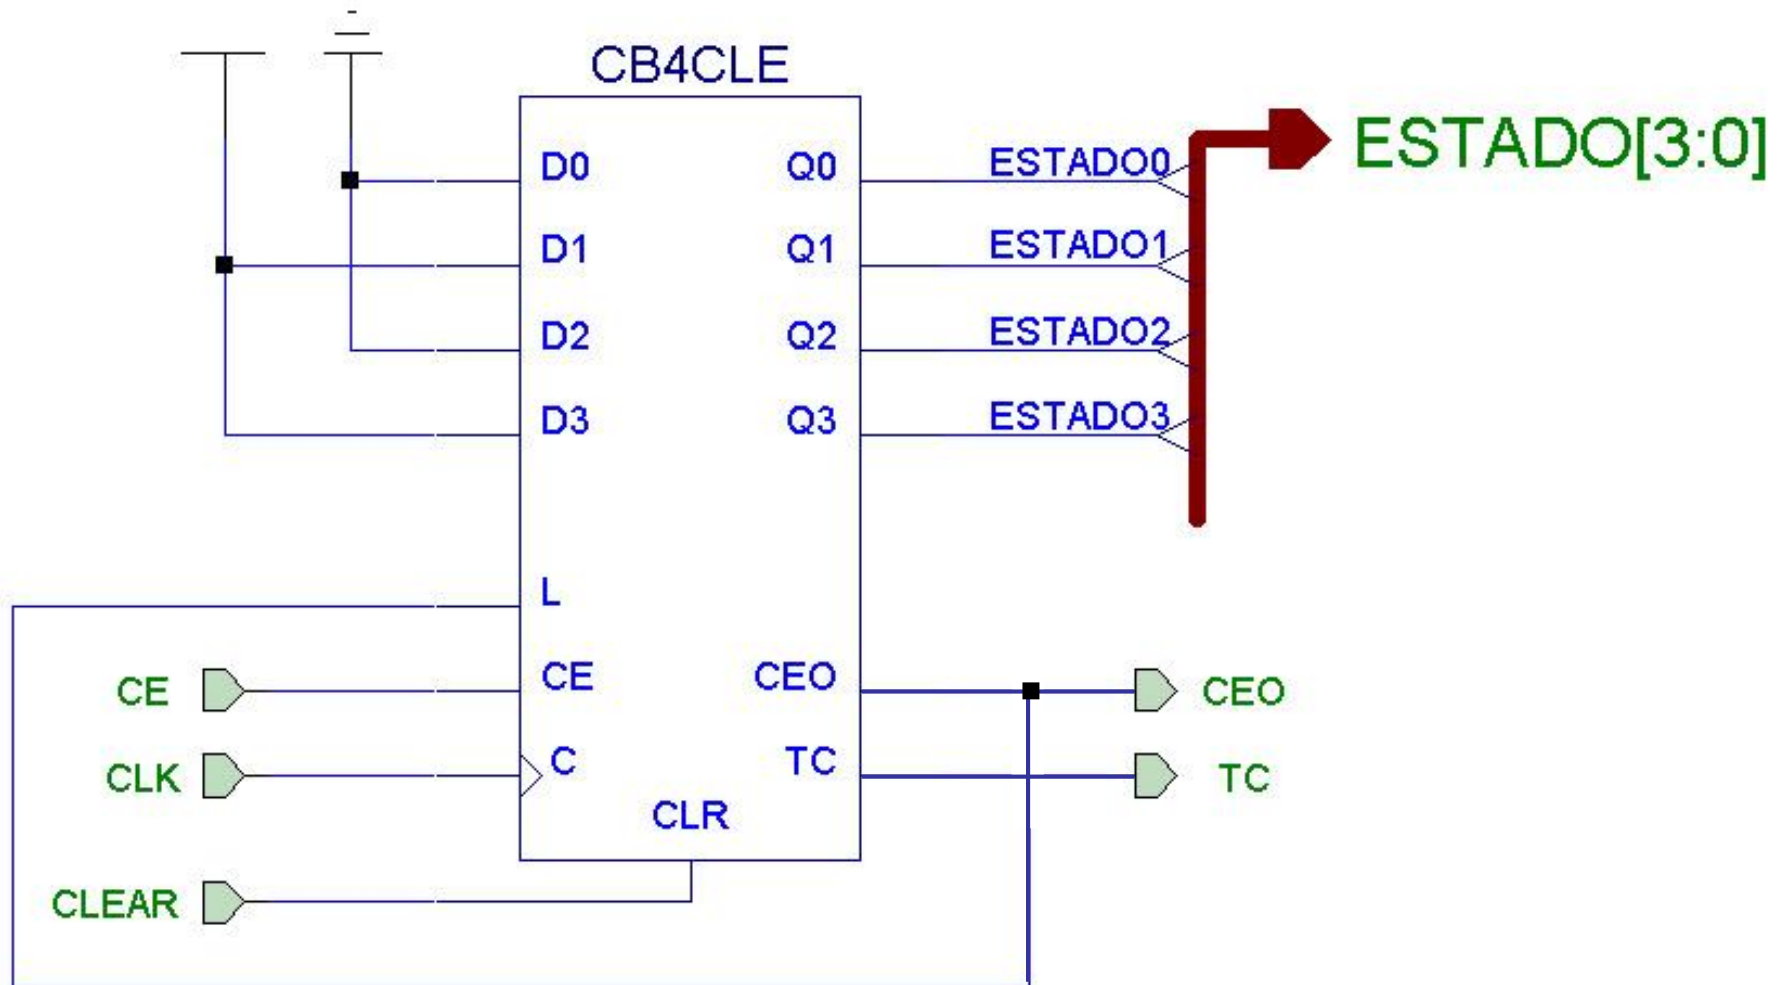 CB4CLE
D0
Q0
ESTADO0
ESTADO[3:0]
D1
Q1
ESTADO1
D2
Q2
ESTADO2
D3
Q3
ESTADO3
L
CE
CE
CEO
CEO
CLK
C
TC
TC
CLR
CLEAR